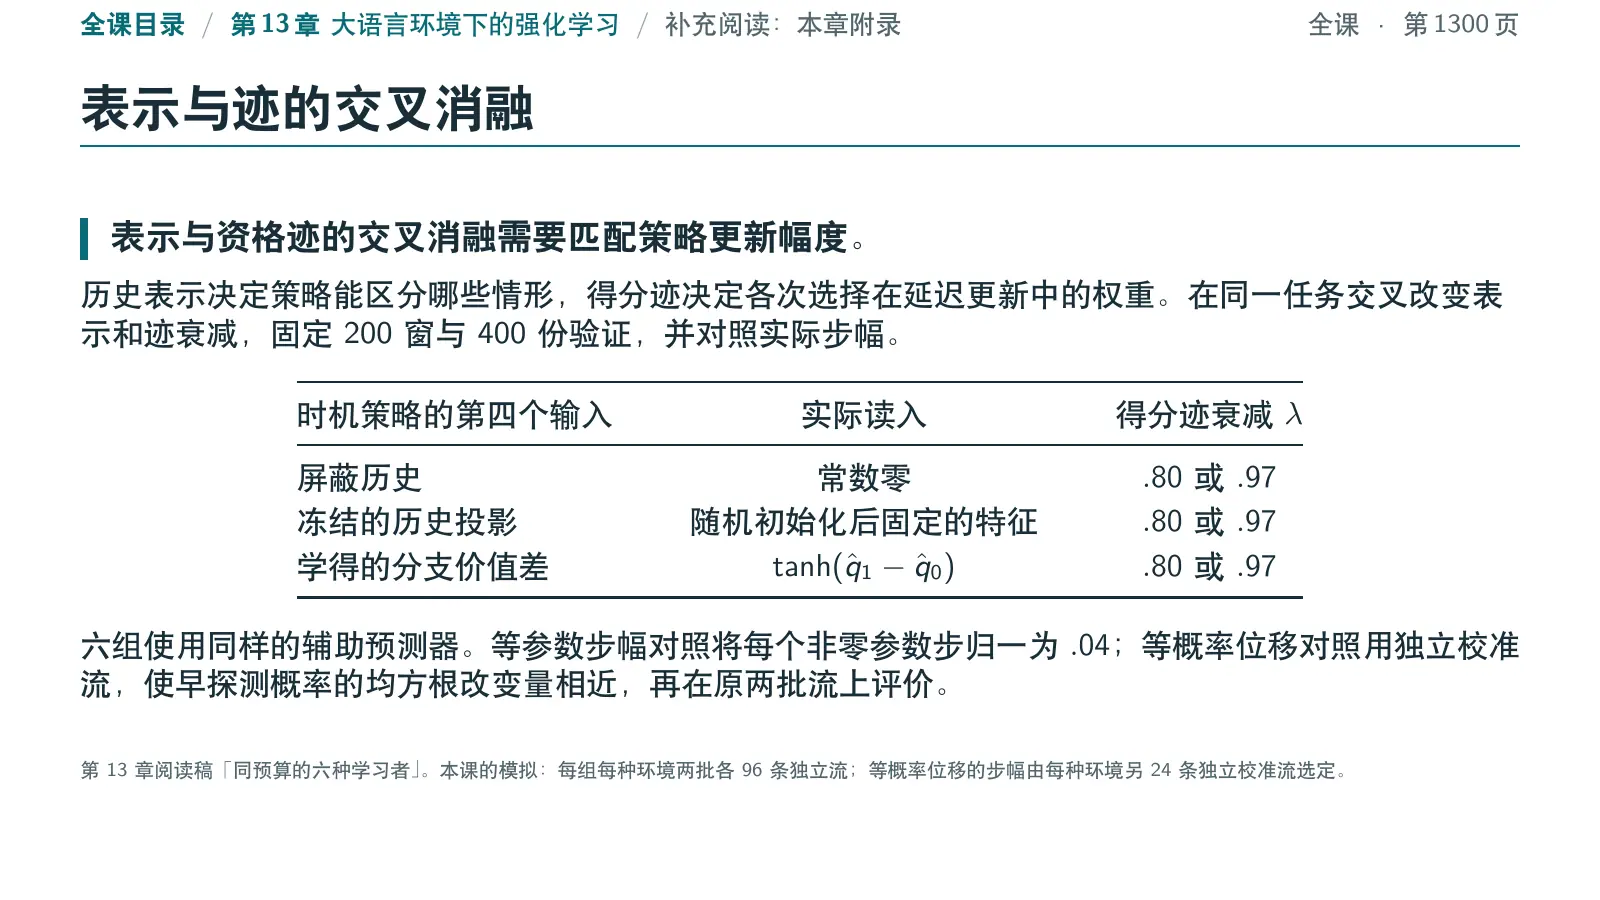 全课目录 / 第 13 章 大语言环境下的强化学习 / 补充阅读：本章附录
全课 · 第 1300 页
表示与迹的交叉消融
表示与资格迹的交叉消融需要匹配策略更新幅度。
历史表示决定策略能区分哪些情形，得分迹决定各次选择在延迟更新中的权重。在同一任务交叉改变表
示和迹衰减，固定 200 窗与 400 份验证，并对照实际步幅。
时机策略的第四个输入 实际读入 得分迹衰减 λ
屏蔽历史 常数零 .80 或 .97
冻结的历史投影 随机初始化后固定的特征 .80 或 .97
学得的分支价值差 tanh(q̂₁ − q̂₀) .80 或 .97
六组使用同样的辅助预测器。等参数步幅对照将每个非零参数步归一为 .04；等概率位移对照用独立校准
流，使早探测概率的均方根改变量相近，再在原两批流上评价。
第 13 章阅读稿「同预算的六种学习者」。本课的模拟：每组每种环境两批各 96 条独立流；等概率位移的步幅由每种环境另 24 条独立校准流选定。